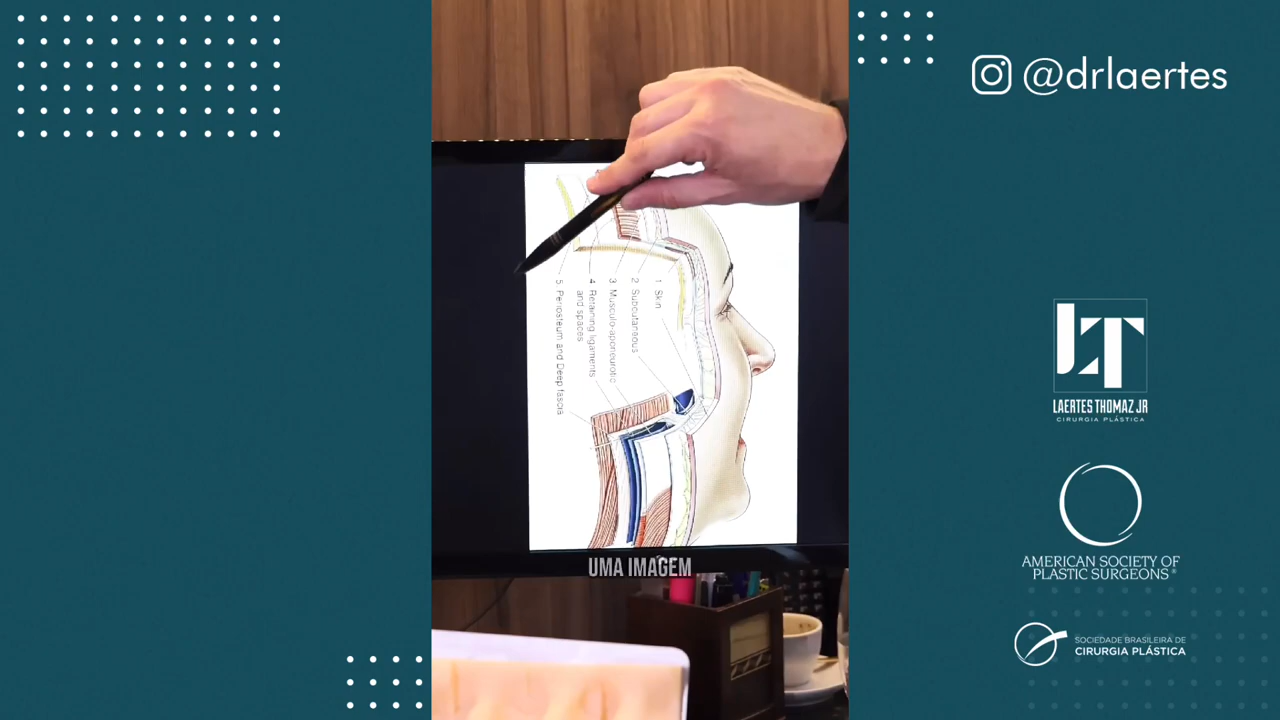 @drlaertes
1 Skin
2 Subcutaneous
3 Musculo-aponeurotic
4 Retaining ligaments
and spaces
5 Periosteum and Deep fascia
UMA IMAGEM
LT
LAERTES THOMAZ JR
CIRURGIA PLÁSTICA
AMERICAN SOCIETY OF
PLASTIC SURGEONS®
SOCIEDADE BRASILEIRA DE
CIRURGIA PLÁSTICA